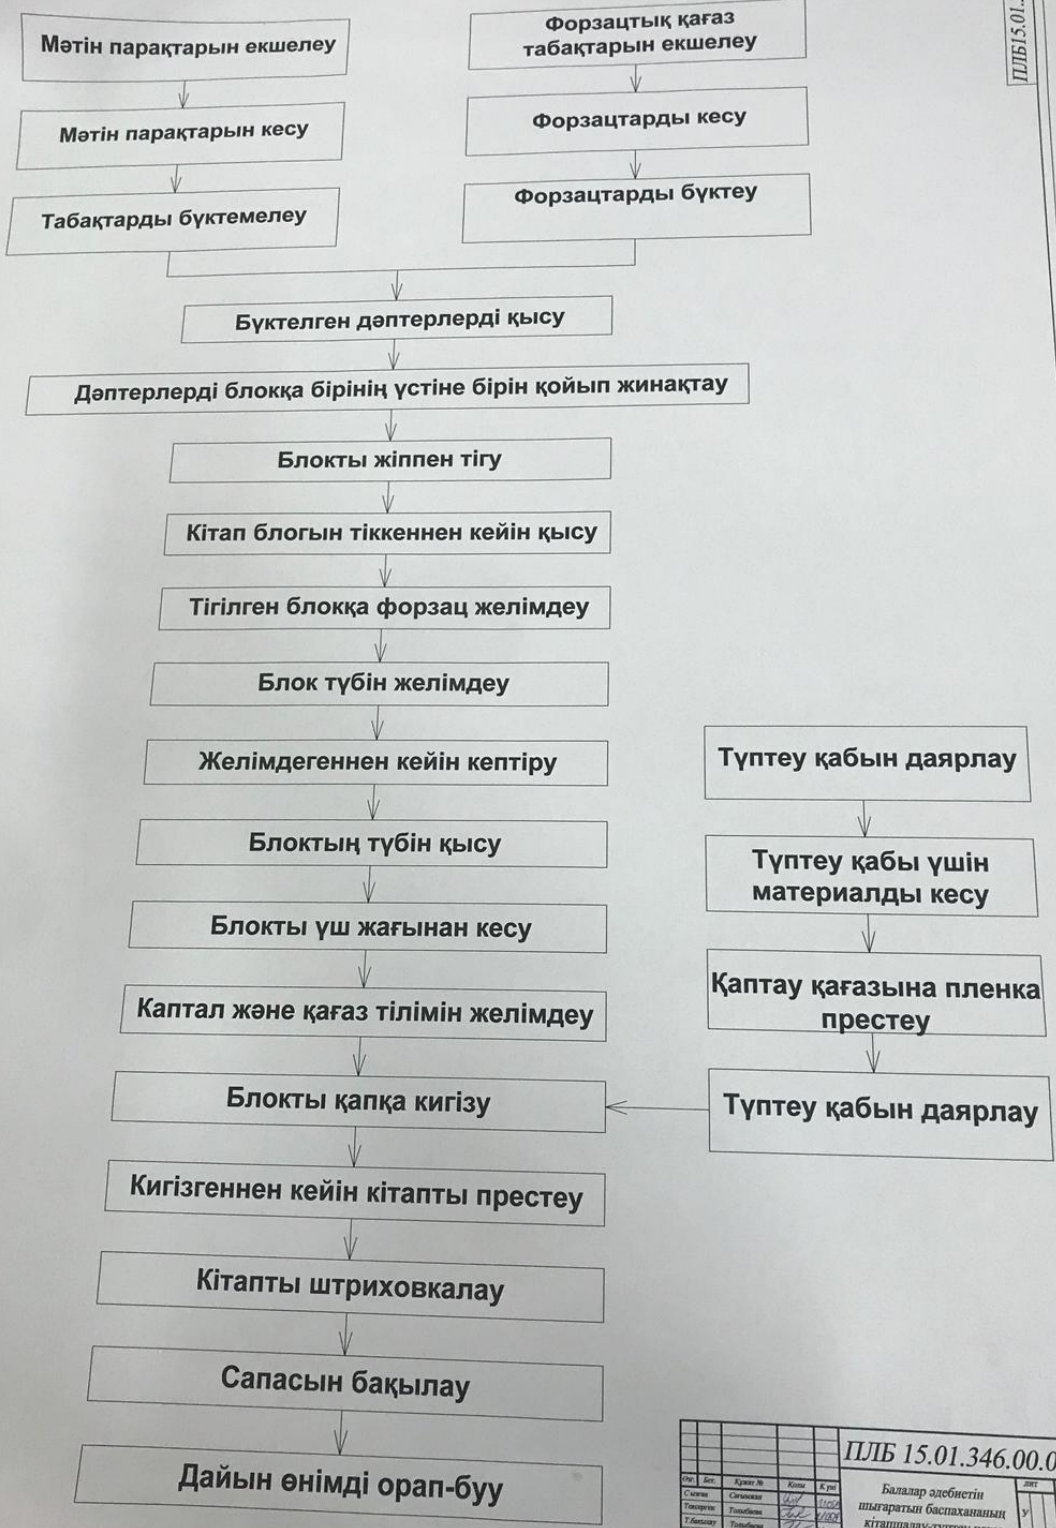 Мәтін парақтарын екшелеу
Мәтін парақтарын кесу
Табақтарды бүктемелеу
Форзацтық қағаз
табақтарын екшелеу
Форзацтарды кесу
Форзацтарды бүктеу
ПЛБ15.01.
Бүктелген дәптерлерді қысу
Дәптерлерді блокқа бірінің үстіне бірін қойып жинақтау
Блокты жіппен тігу
Кітап блогын тіккеннен кейін қысу
Тігілген блокқа форзац желімдеу
Блок түбін желімдеу
Желімдегеннен кейін кептіру
Блоктың түбін қысу
Блокты үш жағынан кесу
Каптал және қағаз тілімін желімдеу
Түптеу қабын даярлау
Түптеу қабы үшін
материалды кесу
Қаптау қағазына пленка
престеу
Түптеу қабын даярлау
Блокты қапқа кигізу
Кигізгеннен кейін кітапты престеу
Кітапты штриховкалау
Сапасын бақылау
Дайын өнімді орап-буу
ПЛБ 15.01.346.00.0
Балалар әдебиетін
шығаратын баспахананың
лит
У